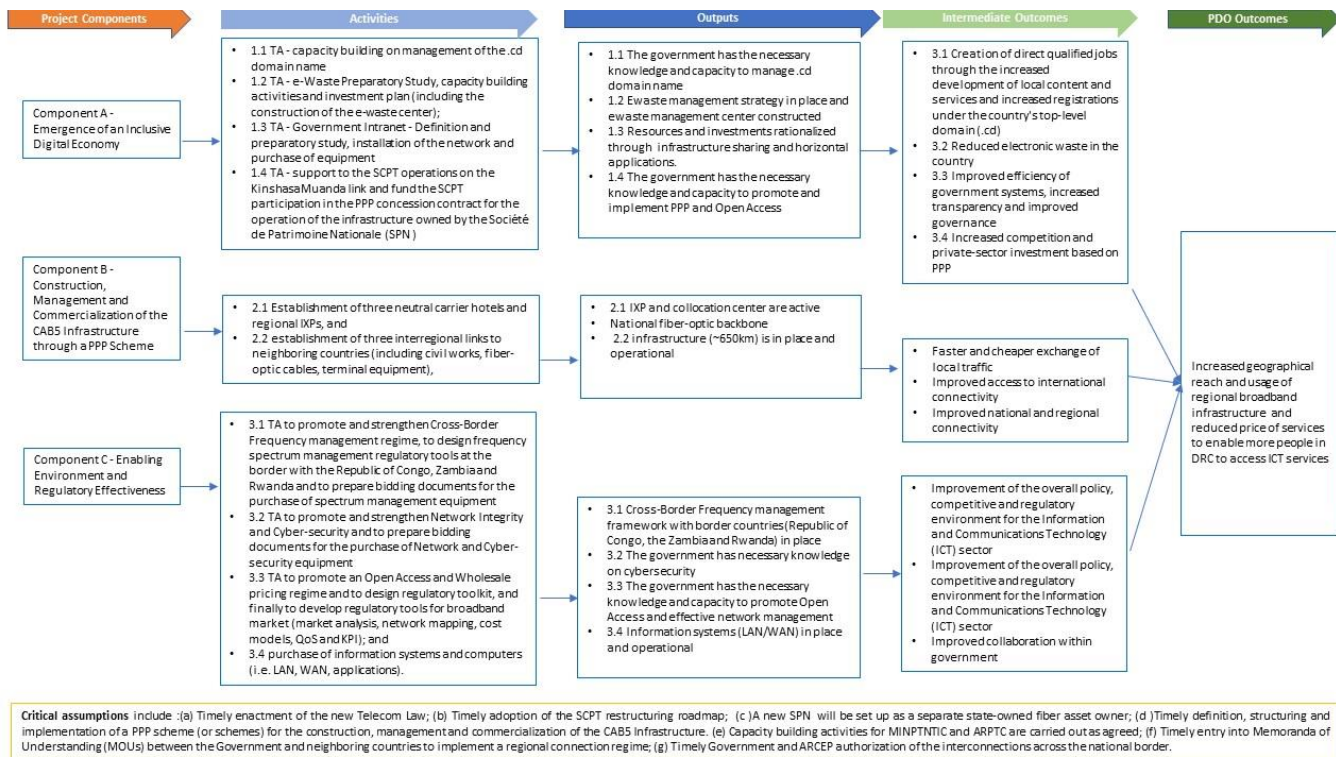 Project Components
Activities
Outputs
Intermediate Outcomes
PDO Outcomes
Component A -
Emergence of an Inclusive
Digital Economy
• 1.1 TA - capacity building on management of the .cd
domain name
• 1.2 TA - e-Waste Preparatory Study, capacity building
activities and investment plan (including the
construction of the e-waste center);
• 1.3 TA - Government Intranet - Definition and
preparatory study, installation of the network and
purchase of equipment
• 1.4 TA - support to the SCPT operations on the
KinshasaMuanda link and fund the SCPT
participation in the PPP concession contract for
the operation of the infrastructure owned by the Société
de Patrimoine Nationale (SPN )
• 1.1 The government has the necessary
knowledge and capacity to manage .cd
domain name
• 1.2 Ewaste management strategy in place and
ewaste management center constructed
• 1.3 Resources and investments rationalized
through infrastructure sharing and horizontal
applications.
• 1.4 The government has the necessary
knowledge and capacity to promote and
implement PPP and Open Access
• 3.1 Creation of direct qualified jobs
through the increased
development of local content and
services and increased registrations
under the country's top-level
domain (.cd)
• 3.2 Reduced electronic waste in the
country
• 3.3 Improved efficiency of
government systems, increased
transparency and improved
governance
• 3.4 Increased competition and
private-sector investment based on
PPP
Component B -
Construction,
Management and
Commercialization of the
CAB5 Infrastructure
through a PPP Scheme
• 2.1 Establishment of three neutral carrier hotels and
regional IXPs, and
• 2.2 establishment of three interregional links to
neighboring countries (including civil works, fiber-
optic cables, terminal equipment),
• 2.1 IXP and collocation center are active
• National fiber-optic backbone
• 2.2 infrastructure (~650km) is in place and
operational
• Faster and cheaper exchange of
local traffic
• Improved access to international
connectivity
• Improved national and regional
connectivity
Increased geographical
reach and usage of
regional broadband
infrastructure and
reduced price of services
to enable more people in
DRC to access ICT services
Component C - Enabling
Environment and
Regulatory Effectiveness
• 3.1 TA to promote and strengthen Cross-Border
Frequency management regime, to design frequency
spectrum management regulatory tools at the
border with the Republic of Congo, Zambia and
Rwanda and to prepare bidding documents for the
purchase of spectrum management equipment
• 3.2 TA to promote and strengthen Network Integrity
and Cyber-security and to prepare bidding
documents for the purchase of Network and Cyber-
security equipment
• 3.3 TA to promote an Open Access and Wholesale
pricing regime and to design regulatory toolkit, and
finally to develop regulatory tools for broadband
market (market analysis, network mapping, cost
models, QoS and KPI); and
• 3.4 purchase of information systems and computers
(i.e. LAN, WAN, applications).
• 3.1 Cross-Border Frequency management
framework with border countries (Republic of
Congo, the Zambia and Rwanda) in place
• 3.2 The government has necessary knowledge
on cybersecurity
• 3.3 The government has the necessary
knowledge and capacity to promote Open
Access and effective network management
• 3.4 Information systems (LAN/WAN) in place
and operational
• Improvement of the overall policy,
competitive and regulatory
environment for the Information
and Communications Technology
(ICT) sector
• Improvement of the overall policy,
competitive and regulatory
environment for the Information
and Communications Technology
(ICT) sector
• Improved collaboration within
government
Critical assumptions include :(a) Timely enactment of the new Telecom Law; (b) Timely adoption of the SCPT restructuring roadmap; (c )A new SPN will be set up as a separate state-owned fiber asset owner; (d )Timely definition, structuring and
implementation of a PPP scheme (or schemes) for the construction, management and commercialization of the CAB5 Infrastructure. (e) Capacity building activities for MINPTNTIC and ARPTC are carried out as agreed; (f) Timely entry into Memoranda of
Understanding (MOUs) between the Government and neighboring countries to implement a regional connection regime; (g) Timely Government and ARCEP authorization of the interconnections across the national border.